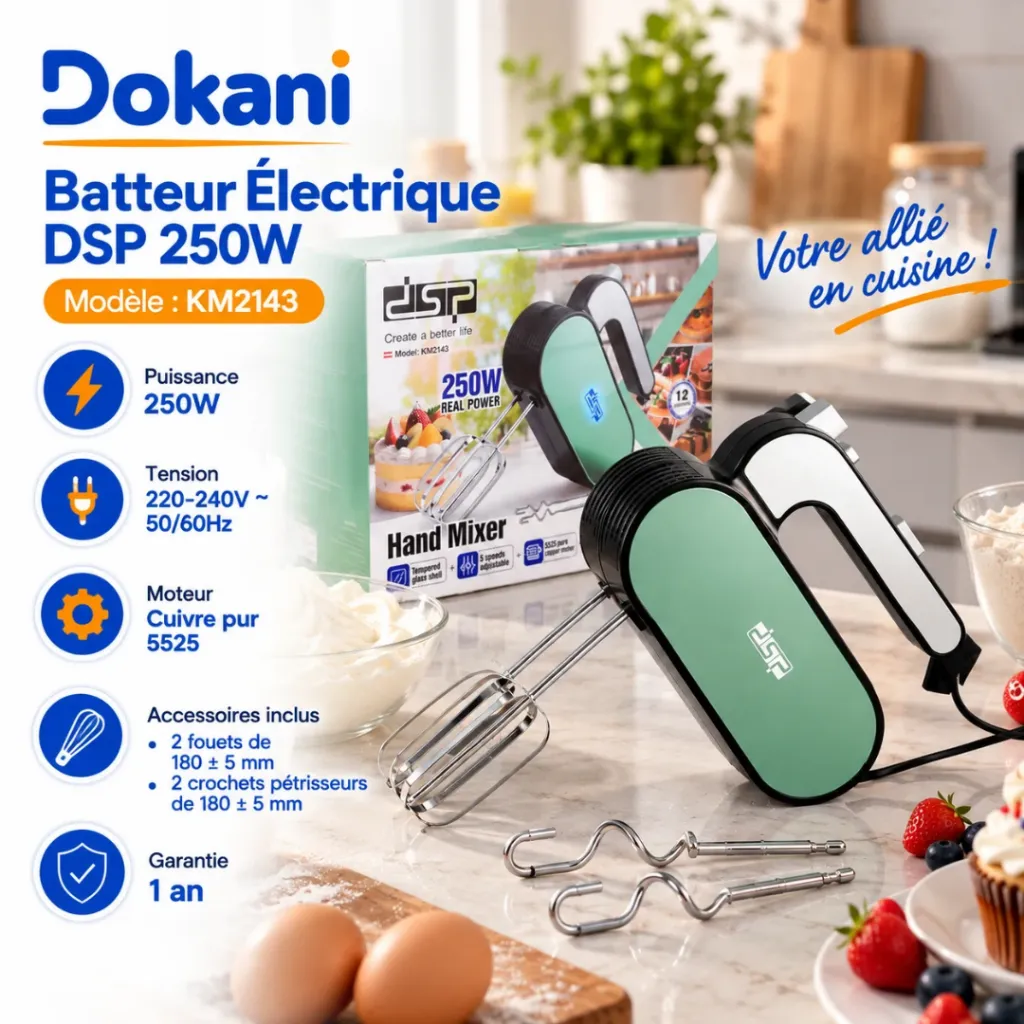 Dokani
Batteur Électrique
DSP 250W
Modèle : KM2143
Votre allié
en cuisine !
Puissance
250W
Tension
220-240V ~
50/60Hz
Moteur
Cuivre pur
5525
Accessoires inclus
• 2 fouets de
180 ± 5 mm
• 2 crochets pétrisseurs
de 180 ± 5 mm
Garantie
1 an
dsp
Create a better life
Model: KM2143
250W
REAL POWER
12
Hand Mixer
Tempered
glass shell
+
5 speeds
adjustable
+
5525 pure
copper motor
dsp